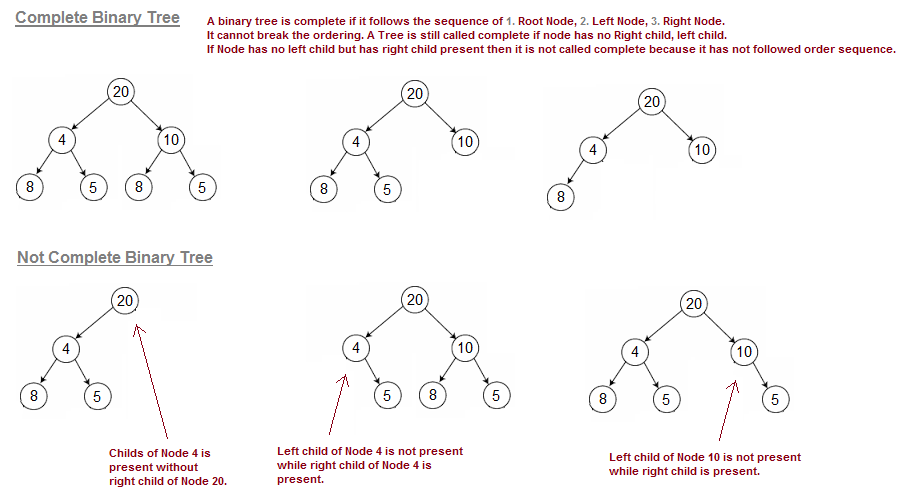 Complete Binary Tree
A binary tree is complete if it follows the sequence of 1. Root Node, 2. Left Node, 3. Right Node.
It cannot break the ordering. A Tree is still called complete if node has no Right child, left child.
If Node has no left child but has right child present then it is not called complete because it has not followed order sequence.
20
4
10
8
5
8
5
20
4
10
8
5
20
4
10
8
Not Complete Binary Tree
20
4
8
5
Childs of Node 4 is
present without
right child of Node 20.
20
4
10
5
8
5
Left child of Node 4 is not present
while right child of Node 4 is
present.
20
4
10
8
5
5
Left child of Node 10 is not present
while right child is present.